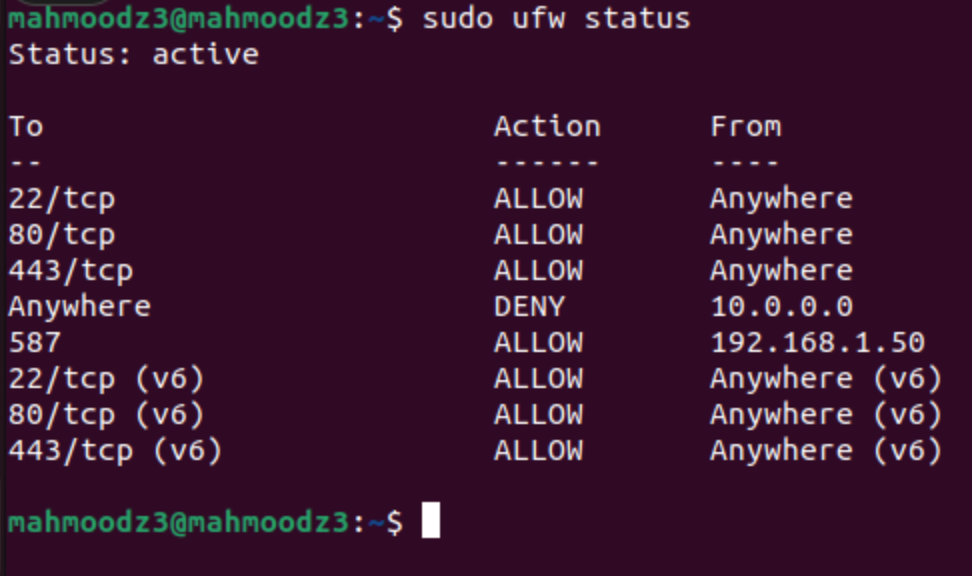 mahmoodz3@mahmoodz3:~$ sudo ufw status
Status: active
To                         Action      From
--                         ------      ----
22/tcp                     ALLOW       Anywhere
80/tcp                     ALLOW       Anywhere
443/tcp                    ALLOW       Anywhere
Anywhere                   DENY        10.0.0.0
587                        ALLOW       192.168.1.50
22/tcp (v6)                ALLOW       Anywhere (v6)
80/tcp (v6)                ALLOW       Anywhere (v6)
443/tcp (v6)               ALLOW       Anywhere (v6)
mahmoodz3@mahmoodz3:~$